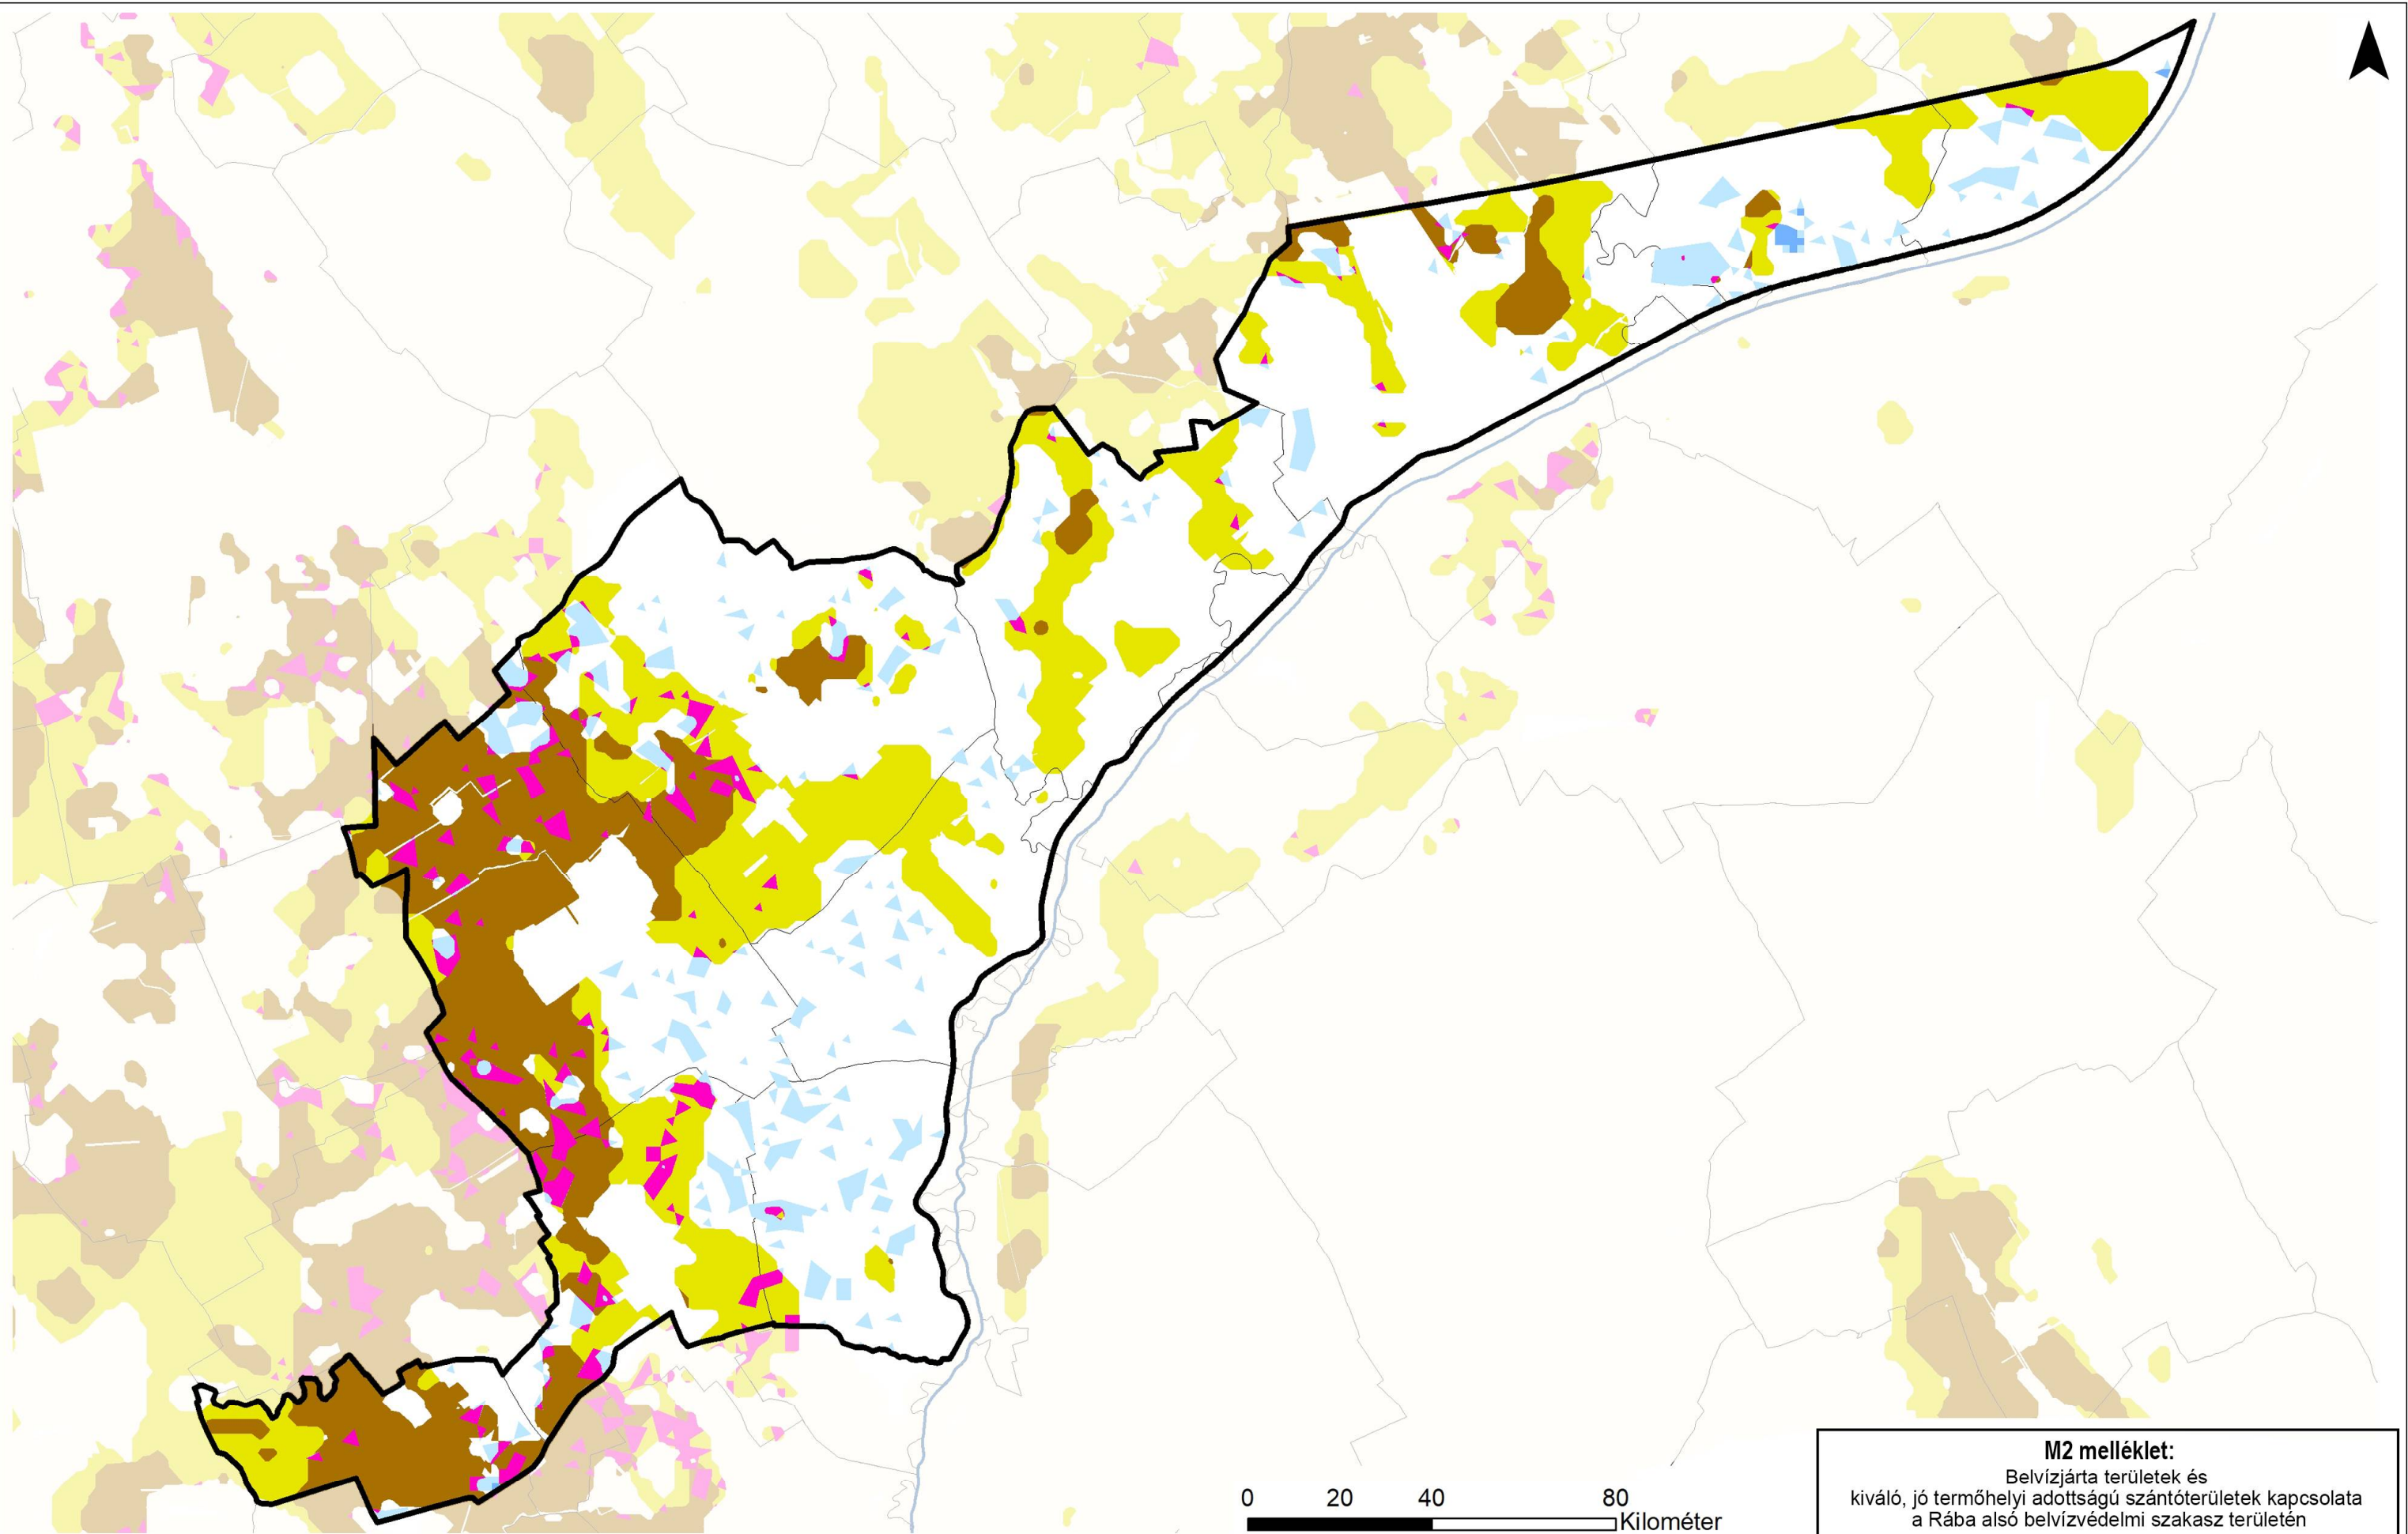 0 20 40 80
Kilométer
M2 melléklet:
Belvízjárta területek és
kiváló, jó termőhelyi adottságú szántóterületek kapcsolata
a Rába alsó belvízvédelmi szakasz területén